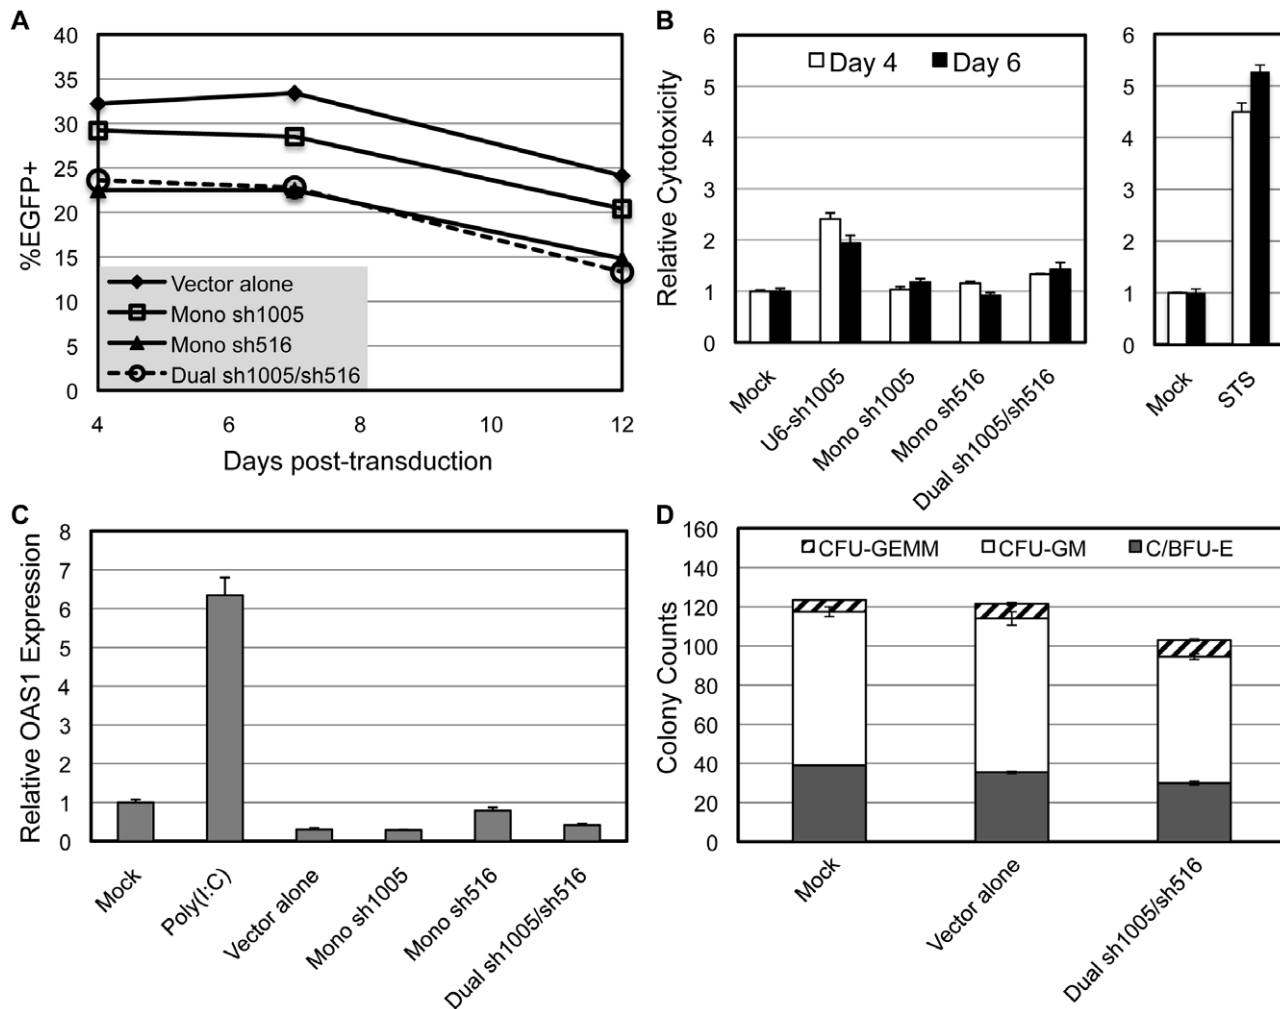 A
40
35
30
25
20
15
10
5
0
%EGFP+
Vector alone
Mono sh1005
Mono sh516
Dual sh1005/sh516
4 6 8 10 12
Days post-transduction
B
6
5
4
3
2
1
0
Relative Cytotoxicity
Day 4 Day 6
Mock
U6-sh1005
Mono sh1005
Mono sh516
Dual sh1005/sh516
6
5
4
3
2
1
0
Mock
STS
C
8
7
6
5
4
3
2
1
0
Relative OAS1 Expression
Mock
Poly(I:C)
Vector alone
Mono sh1005
Mono sh516
Dual sh1005/sh516
D
160
140
120
100
80
60
40
20
0
Colony Counts
CFU-GEMM CFU-GM C/BFU-E
Mock
Vector alone
Dual sh1005/sh516